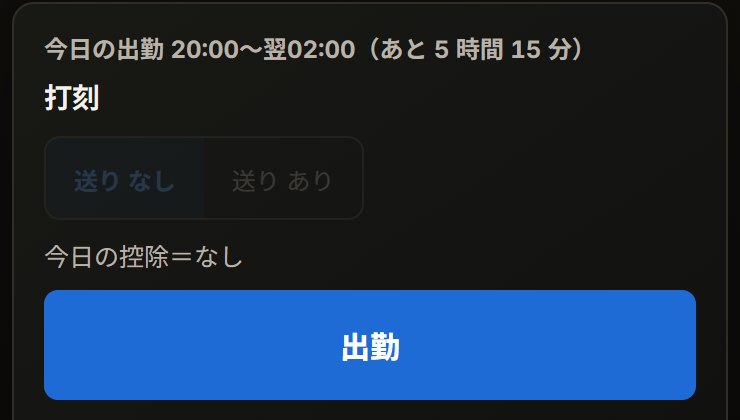 今日の出勤 20:00〜翌02:00（あと 5 時間 15 分）
打刻
送り なし 送り あり
今日の控除＝なし
出勤